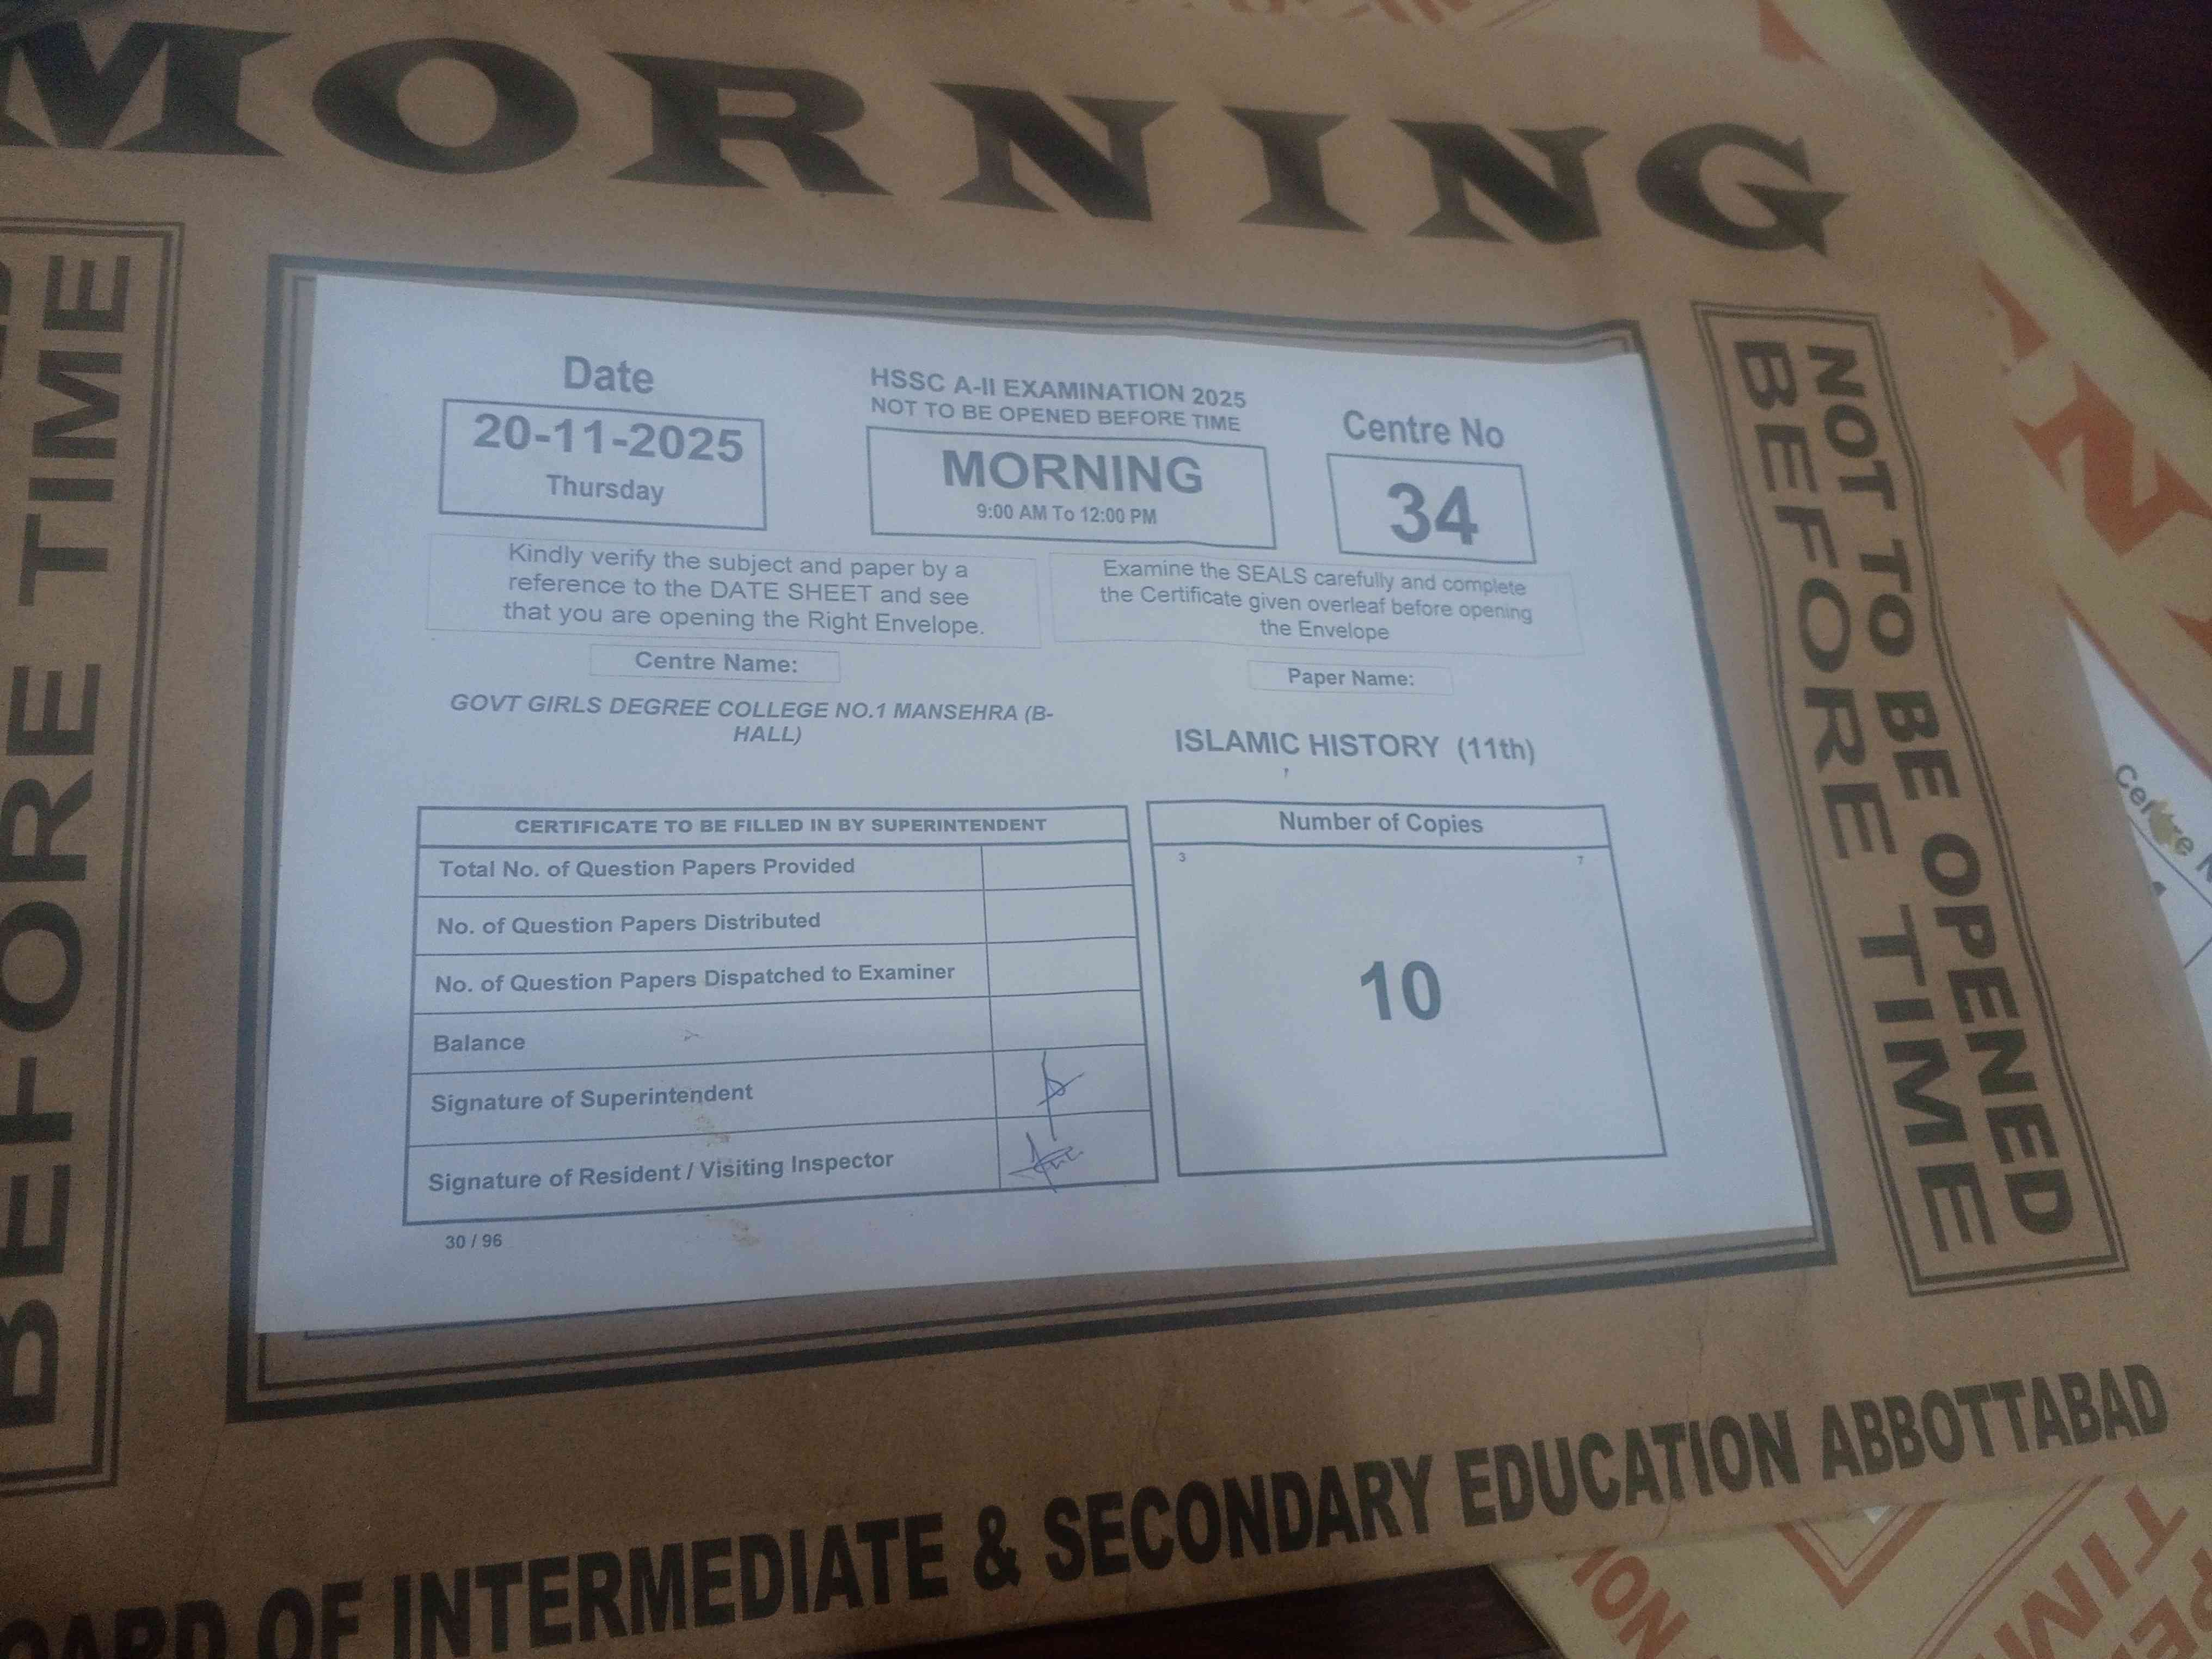 MORNING
BEFORE TIME
NOT TO BE OPENED
BEFORE TIME
Date
20-11-2025
Thursday
HSSC A-II EXAMINATION 2025
NOT TO BE OPENED BEFORE TIME
MORNING
9:00 AM To 12:00 PM
Centre No
34
Kindly verify the subject and paper by a
reference to the DATE SHEET and see
that you are opening the Right Envelope.
Examine the SEALS carefully and complete
the Certificate given overleaf before opening
the Envelope
Centre Name:
GOVT GIRLS DEGREE COLLEGE NO.1 MANSEHRA (B-
HALL)
Paper Name:
ISLAMIC HISTORY (11th)
CERTIFICATE TO BE FILLED IN BY SUPERINTENDENT
Total No. of Question Papers Provided
No. of Question Papers Distributed
No. of Question Papers Dispatched to Examiner
Balance
Signature of Superintendent
Signature of Resident / Visiting Inspector
Number of Copies
3 7
10
30 / 96
OARD OF INTERMEDIATE & SECONDARY EDUCATION ABBOTTABAD
Centre N
ION
TIM